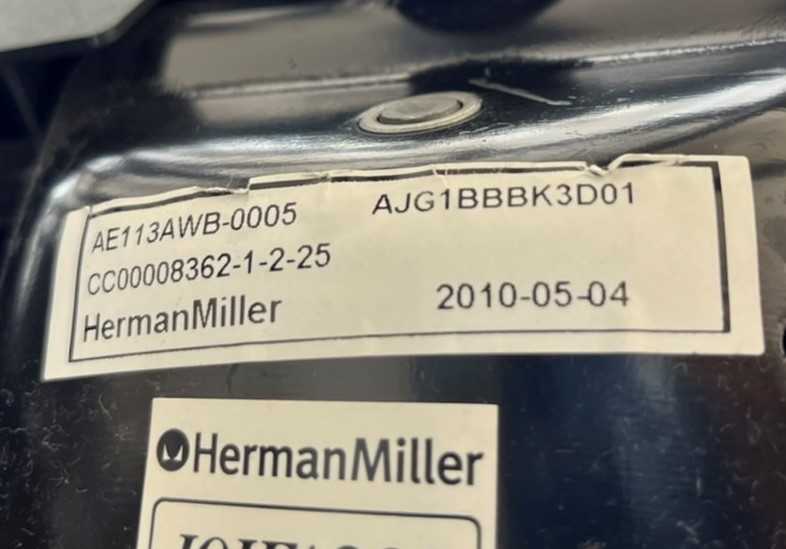 AE113AWB-0005 AJG1BBBK3D01
CC00008362-1-2-25
HermanMiller 2010-05-04
HermanMiller